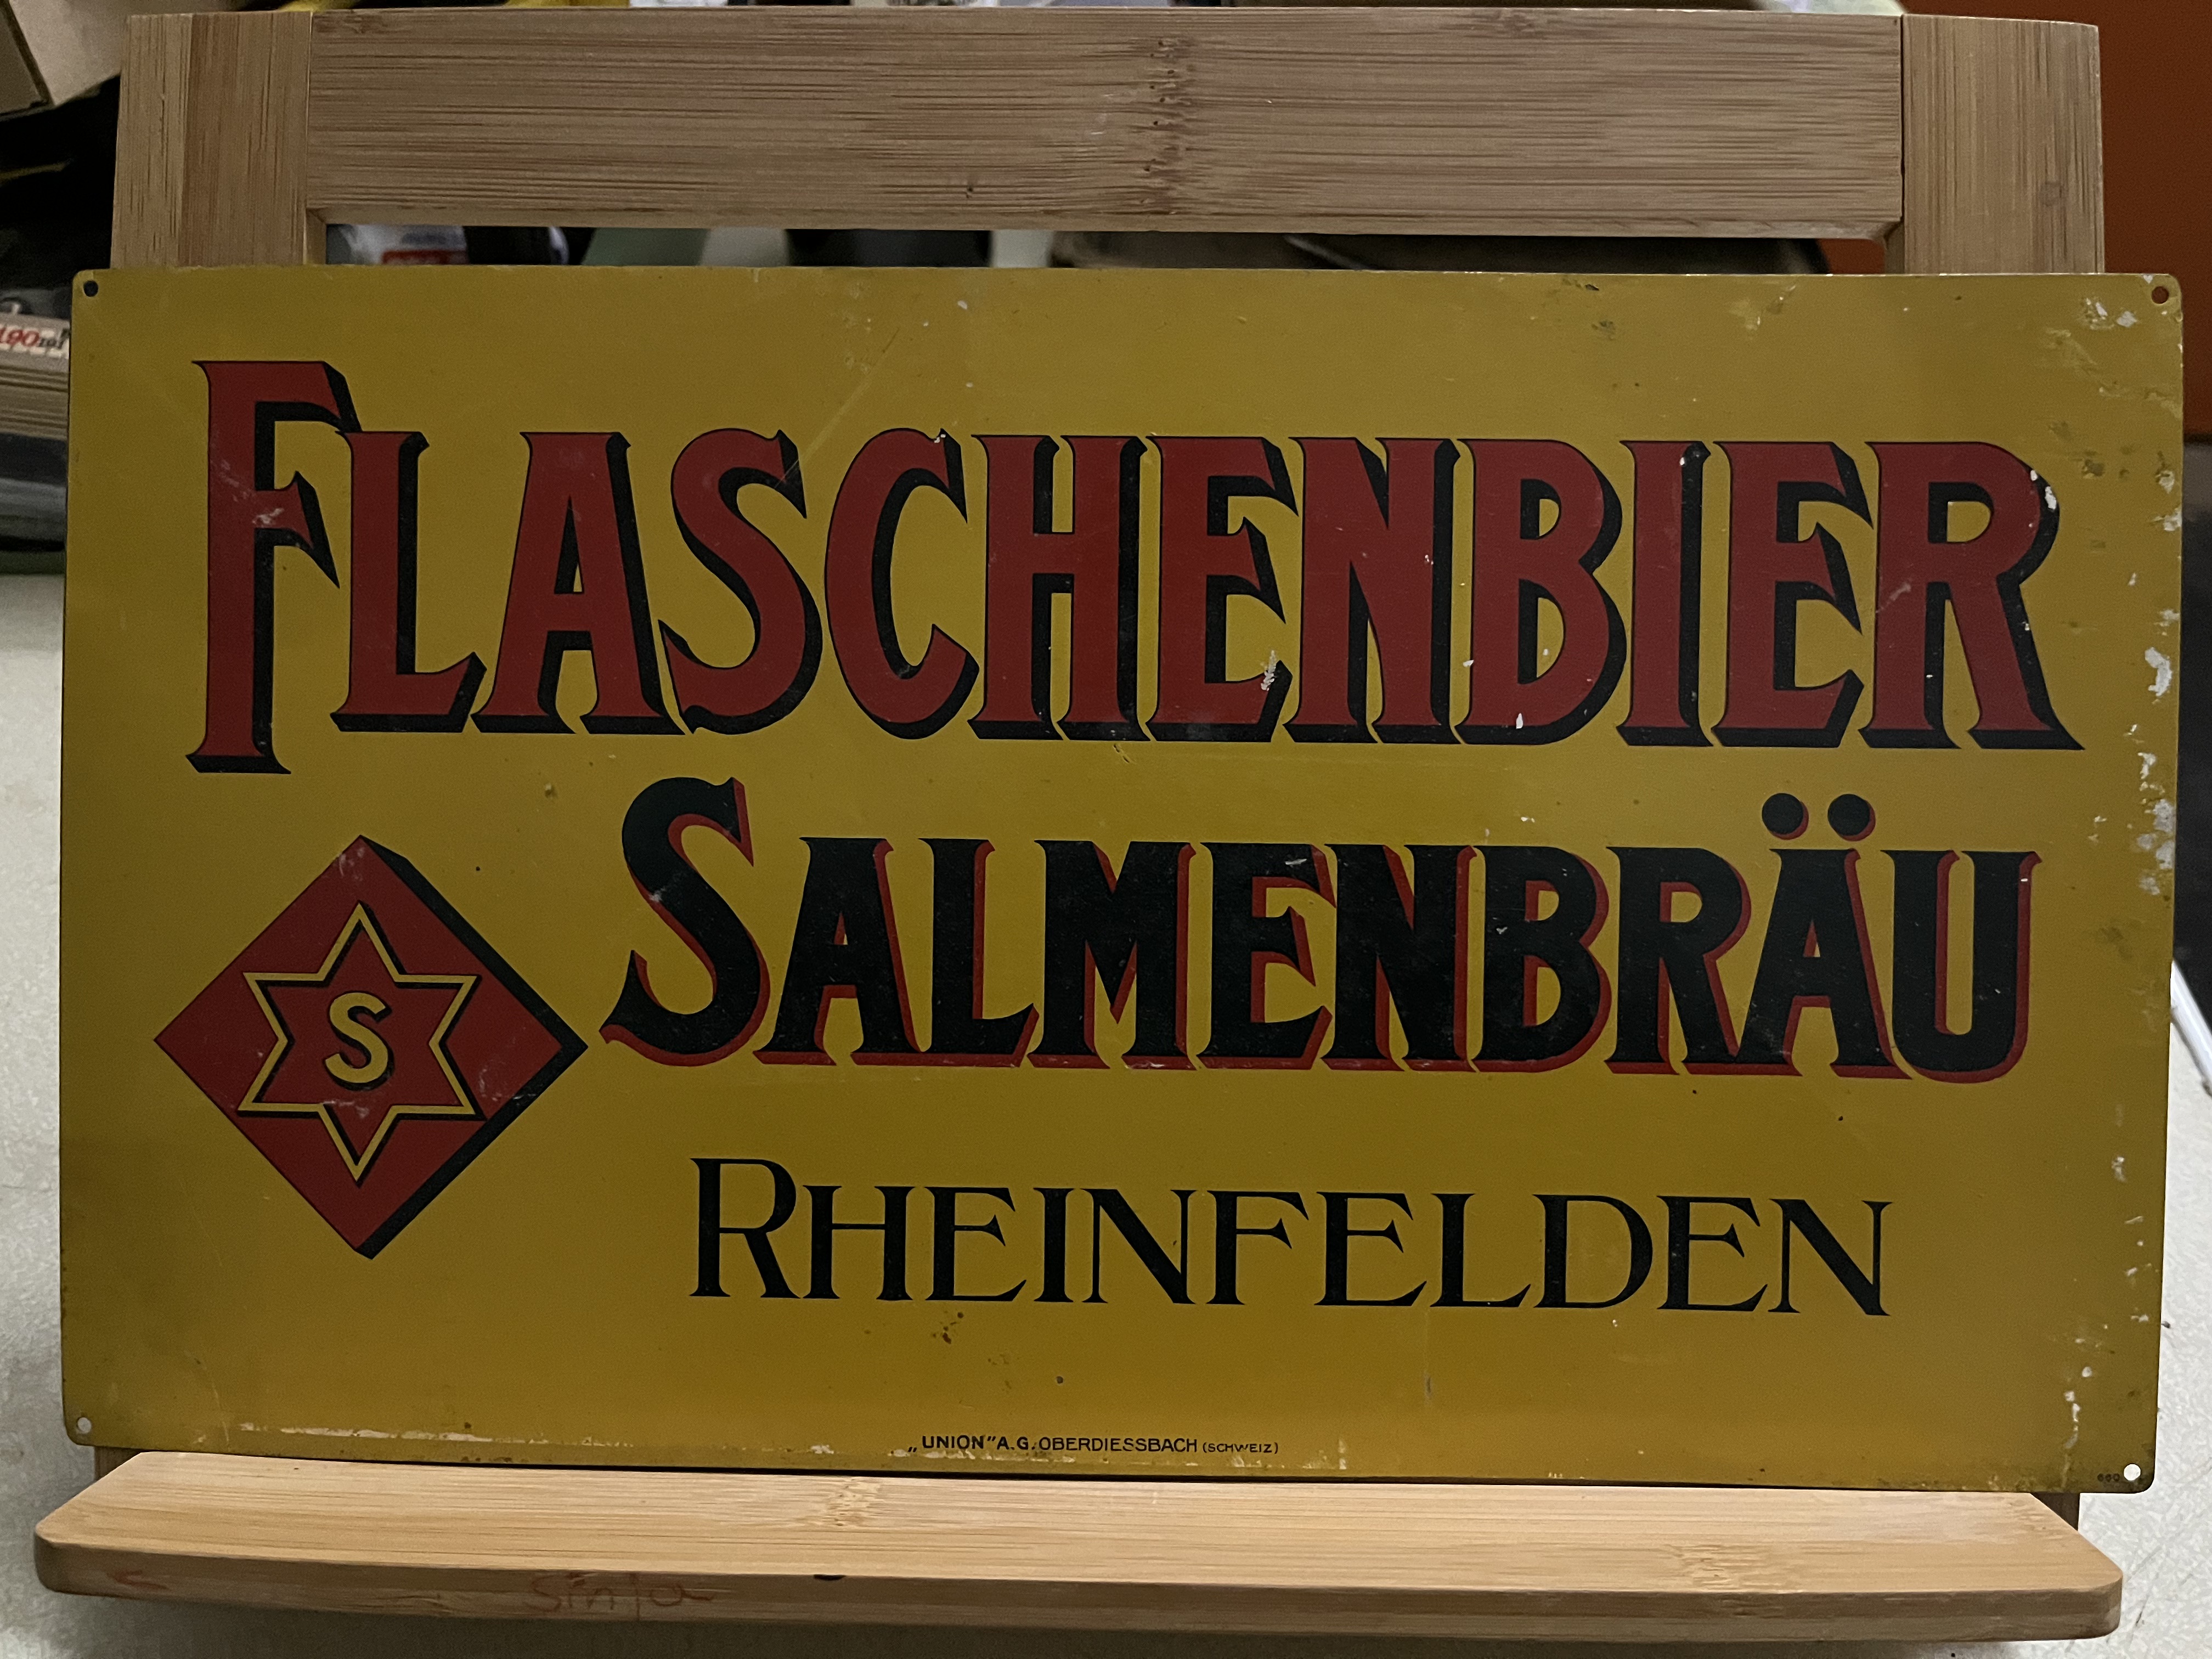 FLASCHENBIER
S
SALMENBRÄU
RHEINFELDEN
„UNION” A.G. OBERDIESSBACH (SCHWEIZ)